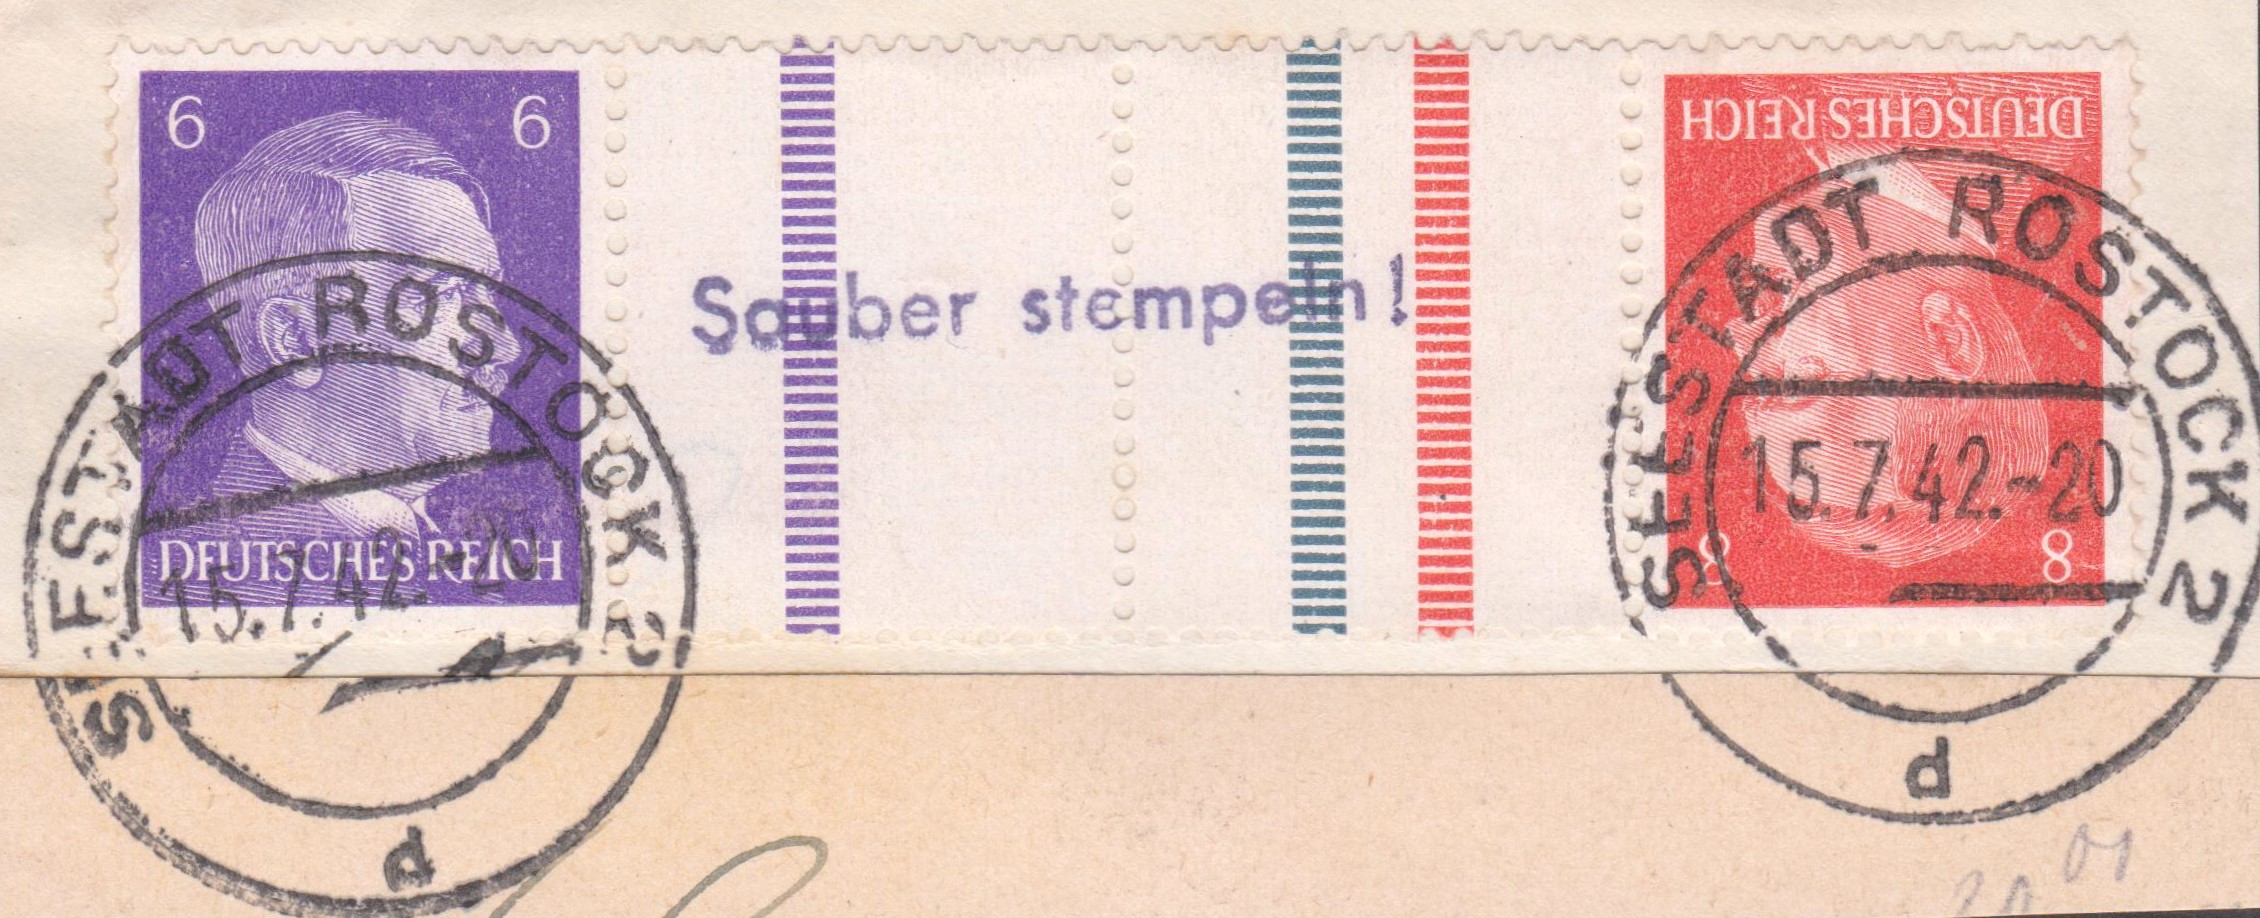 6 6
DEUTSCHES REICH
Sauber stempeln!
DEUTSCHES REICH
8 8
SEESTADT ROSTOCK 2
15.7.42.-20
d
SEESTADT ROSTOCK 2
15.7.42.-20
d